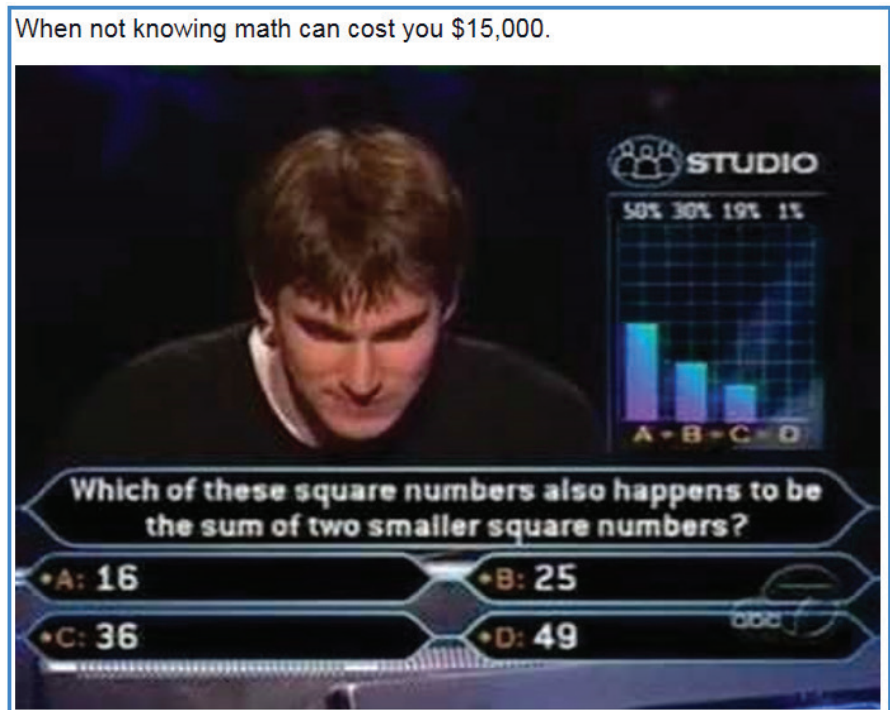 When not knowing math can cost you $15,000.
STUDIO
50% 30% 19% 1%
A - B - C - D
Which of these square numbers also happens to be
the sum of two smaller square numbers?
•A: 16
•B: 25
•C: 36
•D: 49
abc